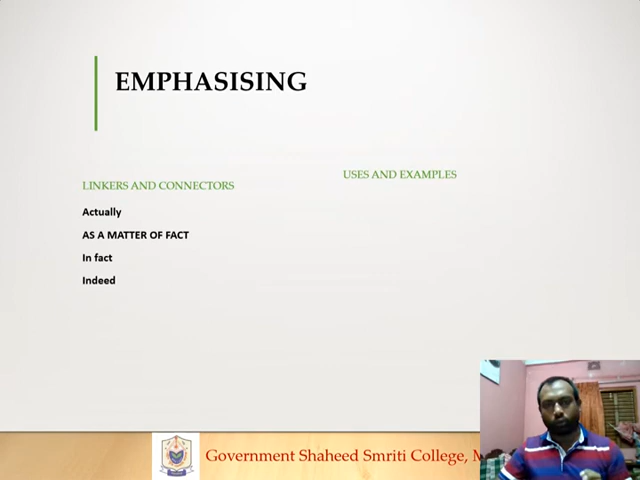 EMPHASISING
LINKERS AND CONNECTORS
Actually
AS A MATTER OF FACT
In fact
Indeed
USES AND EXAMPLES
Government Shaheed Smriti College, M